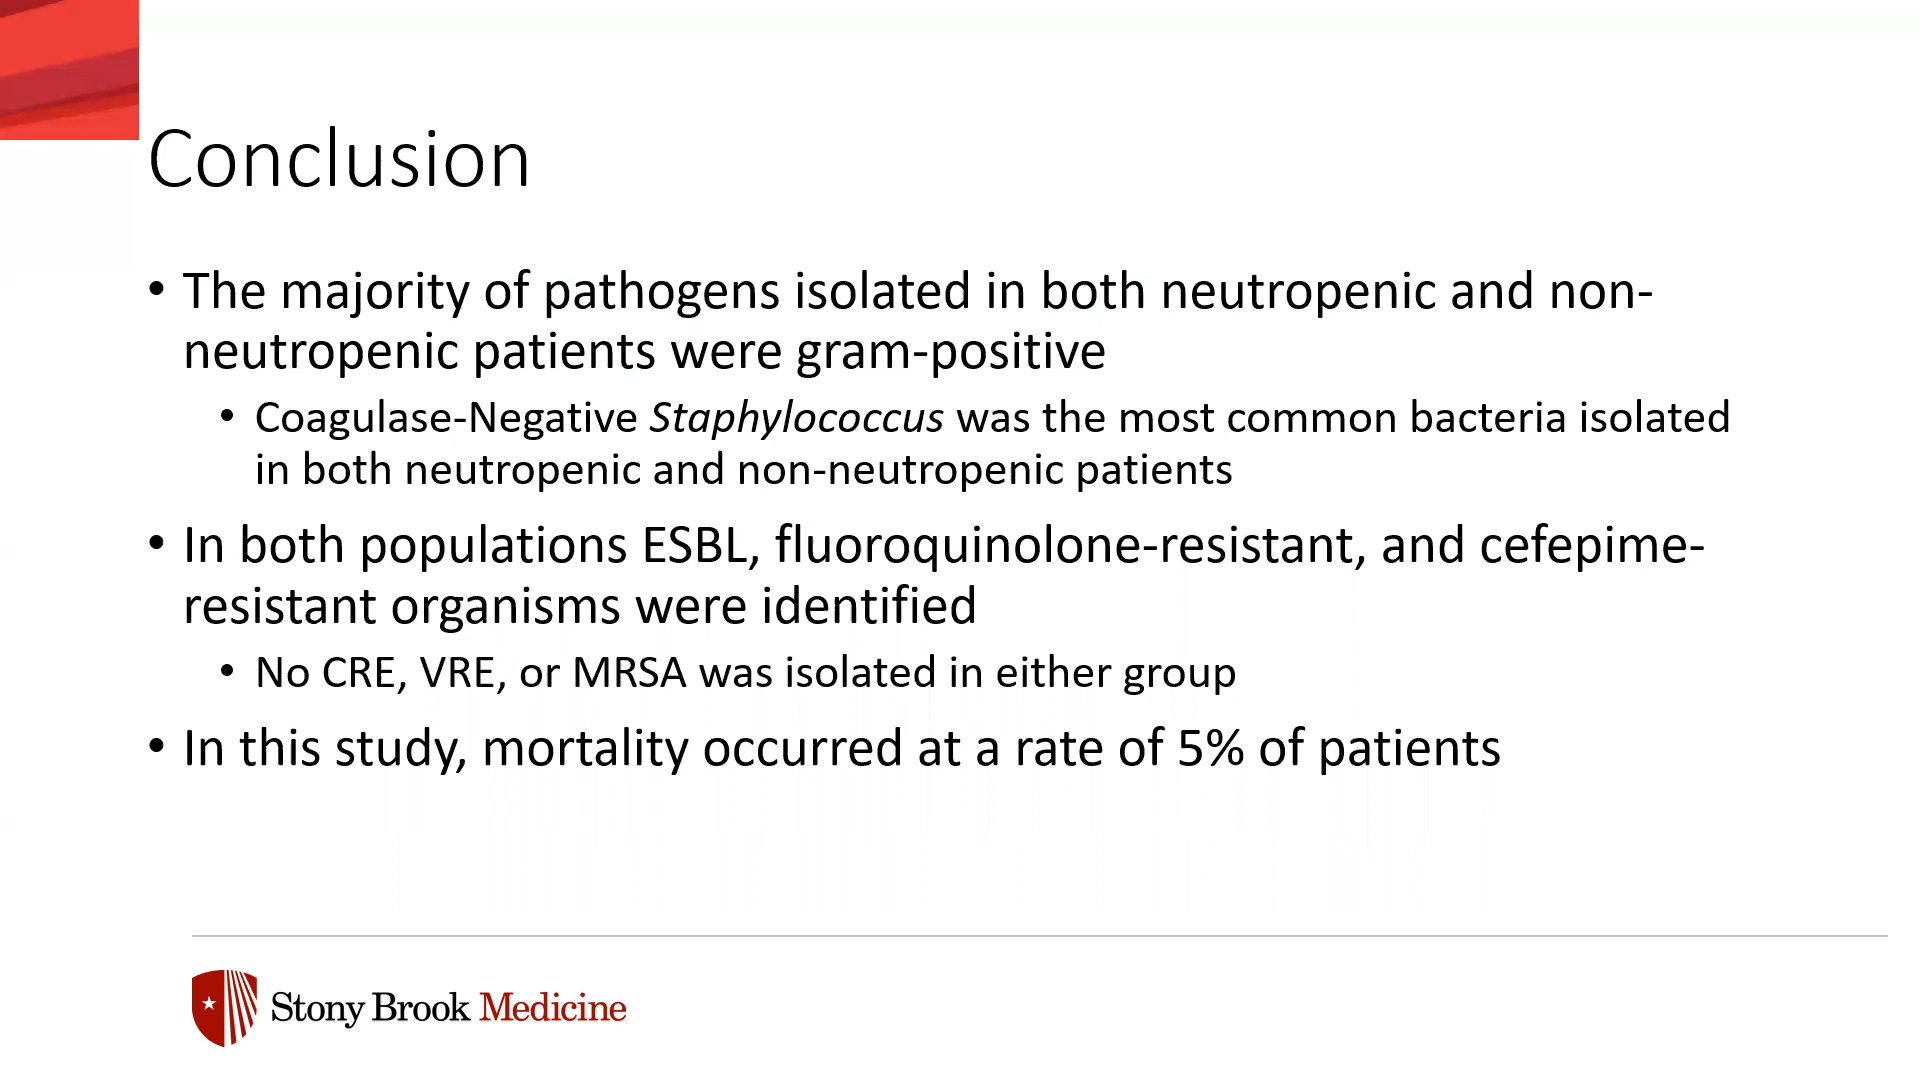 Conclusion
• The majority of pathogens isolated in both neutropenic and non-
neutropenic patients were gram-positive
• Coagulase-Negative Staphylococcus was the most common bacteria isolated
in both neutropenic and non-neutropenic patients
• In both populations ESBL, fluoroquinolone-resistant, and cefepime-
resistant organisms were identified
• No CRE, VRE, or MRSA was isolated in either group
• In this study, mortality occurred at a rate of 5% of patients
Stony Brook Medicine